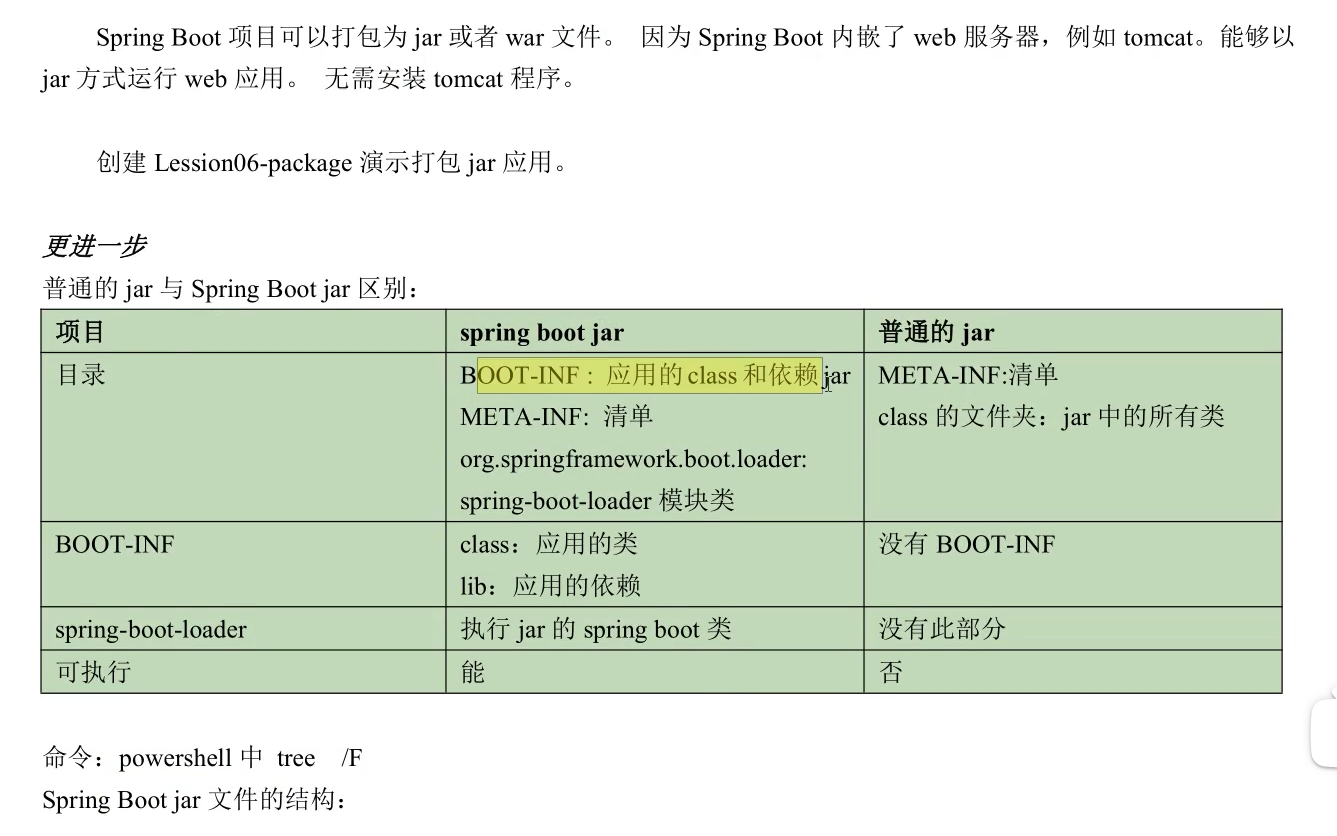 Spring Boot 项目可以打包为 jar 或者 war 文件。 因为 Spring Boot 内嵌了 web 服务器，例如 tomcat。能够以
jar 方式运行 web 应用。 无需安装 tomcat 程序。
创建 Lession06-package 演示打包 jar 应用。
更进一步
普通的 jar 与 Spring Boot jar 区别：
项目 spring boot jar 普通的 jar
目录 BOOT-INF : 应用的 class 和依赖 jar META-INF:清单
META-INF: 清单 class 的文件夹：jar 中的所有类
org.springframework.boot.loader:
spring-boot-loader 模块类
BOOT-INF class：应用的类 没有 BOOT-INF
lib：应用的依赖
spring-boot-loader 执行 jar 的 spring boot 类 没有此部分
可执行 能 否
命令：powershell 中 tree /F
Spring Boot jar 文件的结构：